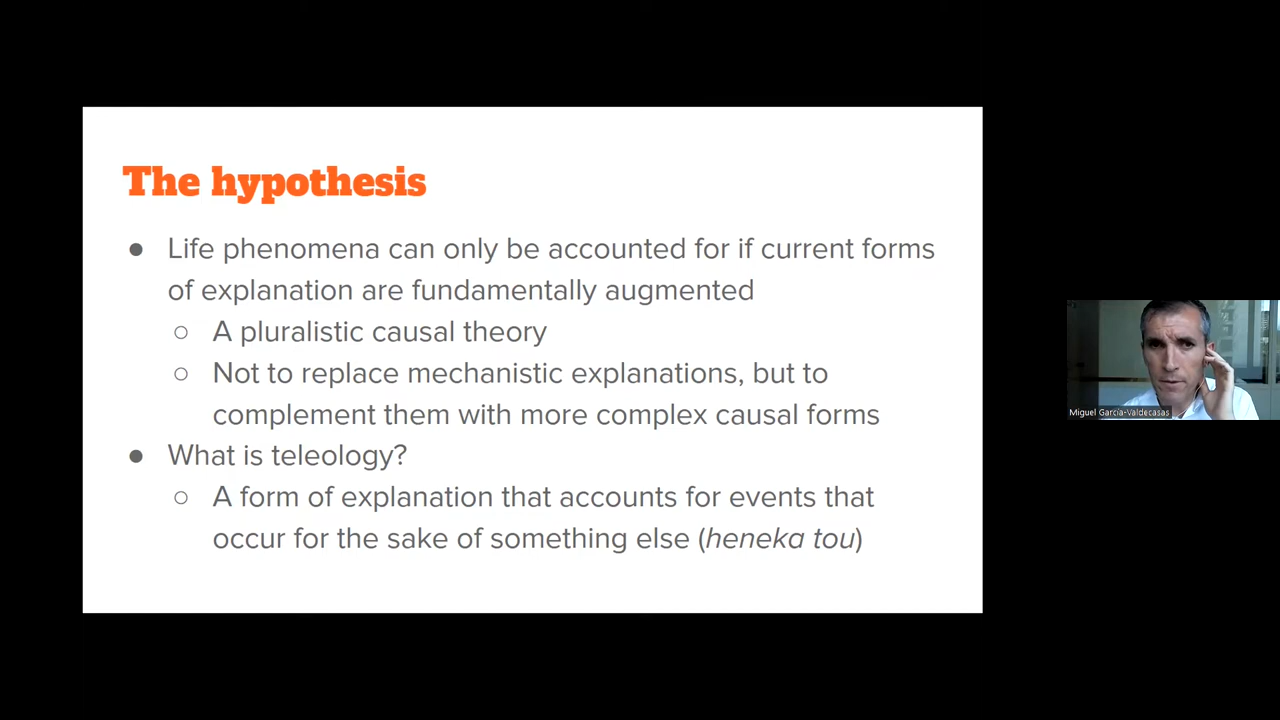 The hypothesis
● Life phenomena can only be accounted for if current forms
of explanation are fundamentally augmented
○ A pluralistic causal theory
○ Not to replace mechanistic explanations, but to
complement them with more complex causal forms
● What is teleology?
○ A form of explanation that accounts for events that
occur for the sake of something else (heneka tou)
Miguel García-Valdecasas